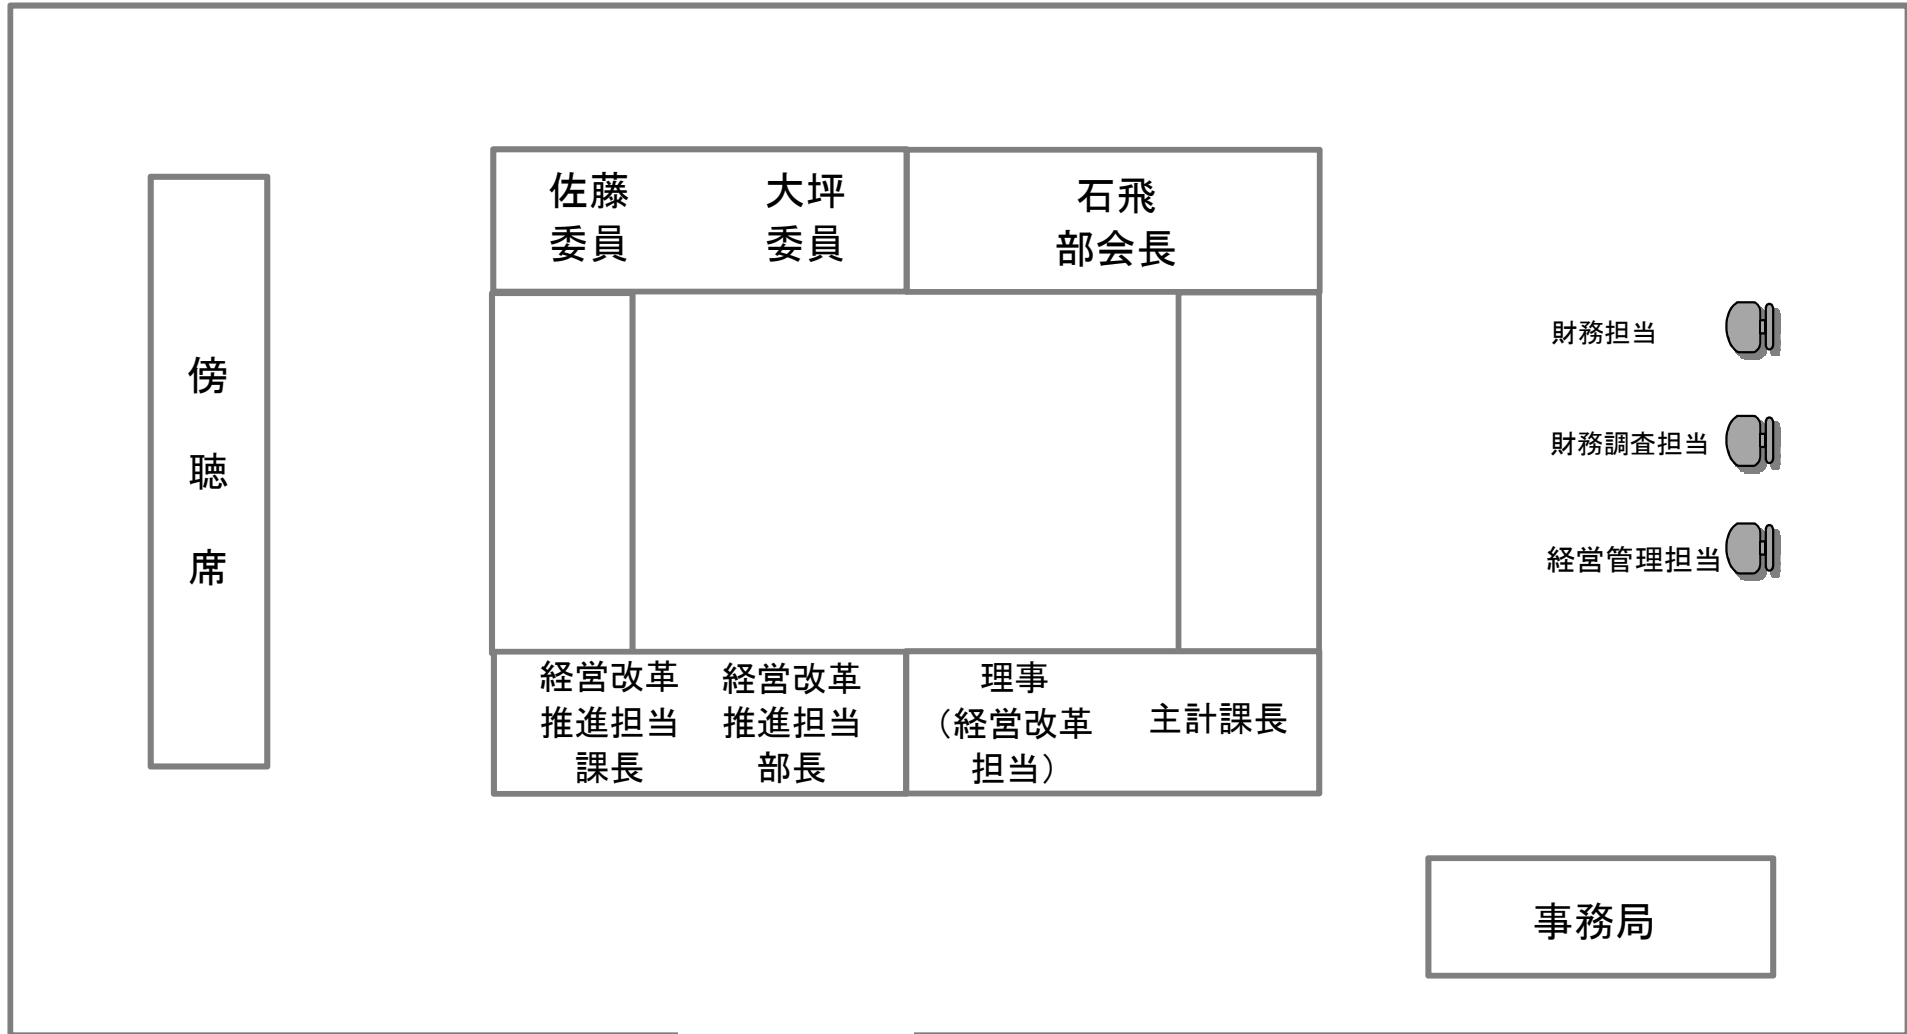 佐藤
委員
大坪
委員
石飛
部会長
傍
聴
席
財務担当
財務調査担当
経営管理担当
経営改革
推進担当
課長
経営改革
推進担当
部長
理事
（経営改革
担当）
主計課長
事務局